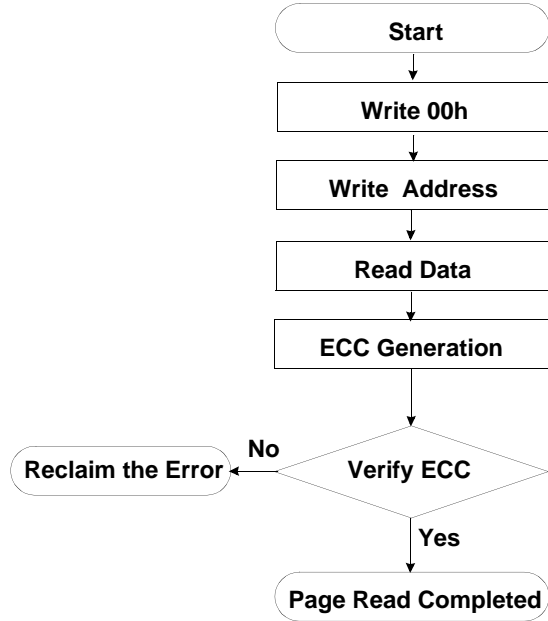 Start
Write 00h
Write Address
Read Data
ECC Generation
No
Reclaim the Error
Verify ECC
Yes
Page Read Completed